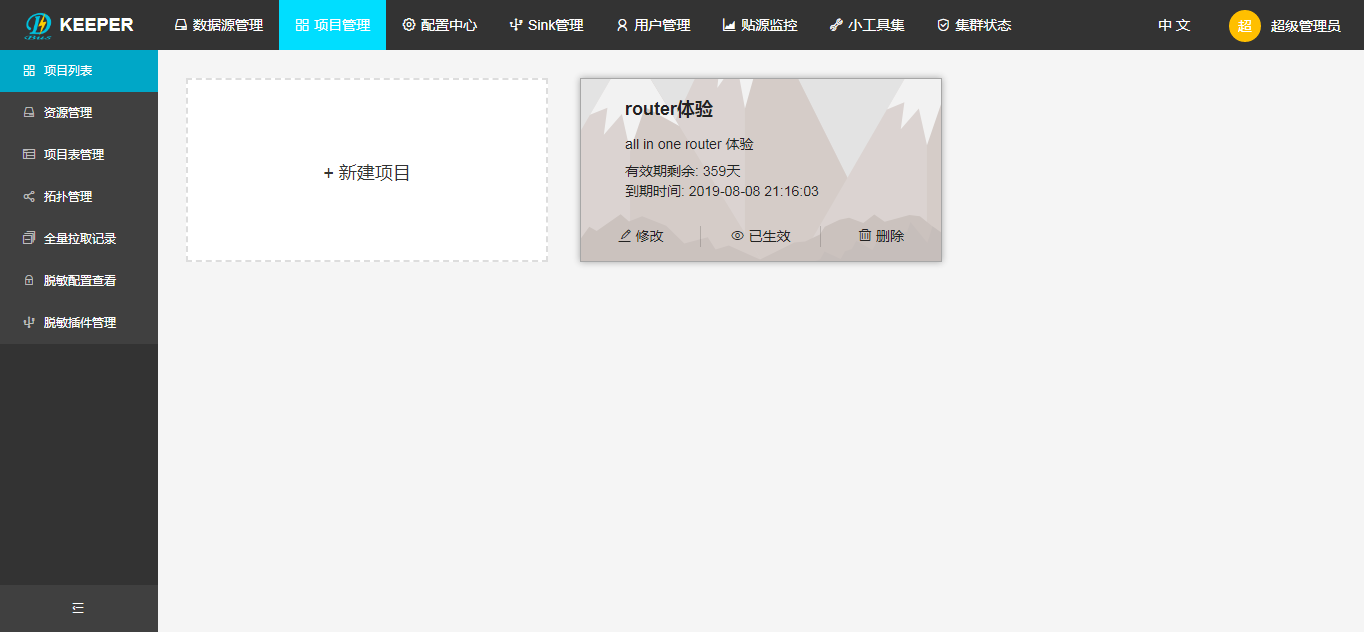 DBus KEEPER 数据源管理 项目管理 配置中心 Sink管理 用户管理 贴源监控 小工具集 集群状态 中 文 超 超级管理员
项目列表
资源管理
项目表管理
拓扑管理
全量拉取记录
脱敏配置查看
脱敏插件管理
+ 新建项目
router体验
all in one router 体验
有效期剩余: 359天
到期时间: 2019-08-08 21:16:03
修改 已生效 删除